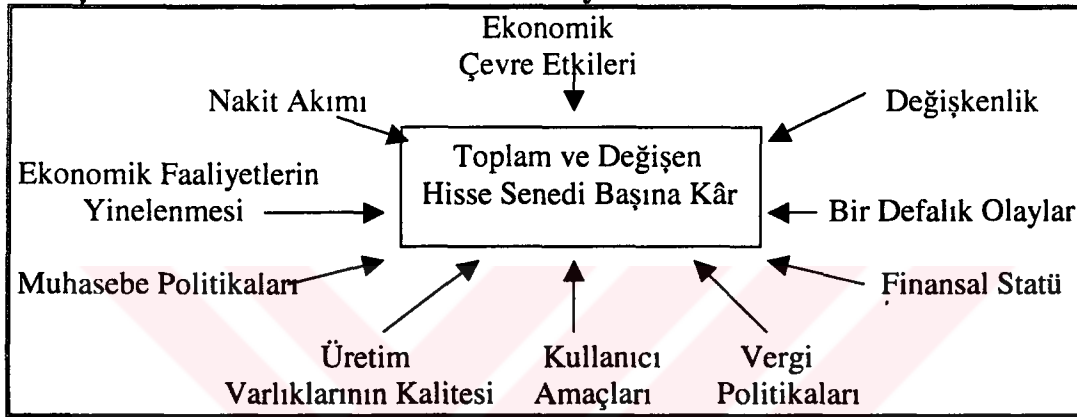 Ekonomik
Çevre Etkileri
Nakit Akımı
Değişkenlik
Toplam ve Değişen
Hisse Senedi Başına Kâr
Ekonomik Faaliyetlerin
Yinelenmesi
Bir Defalık Olaylar
Muhasebe Politikaları
Finansal Statü
Üretim
Varlıklarının Kalitesi
Kullanıcı
Amaçları
Vergi
Politikaları